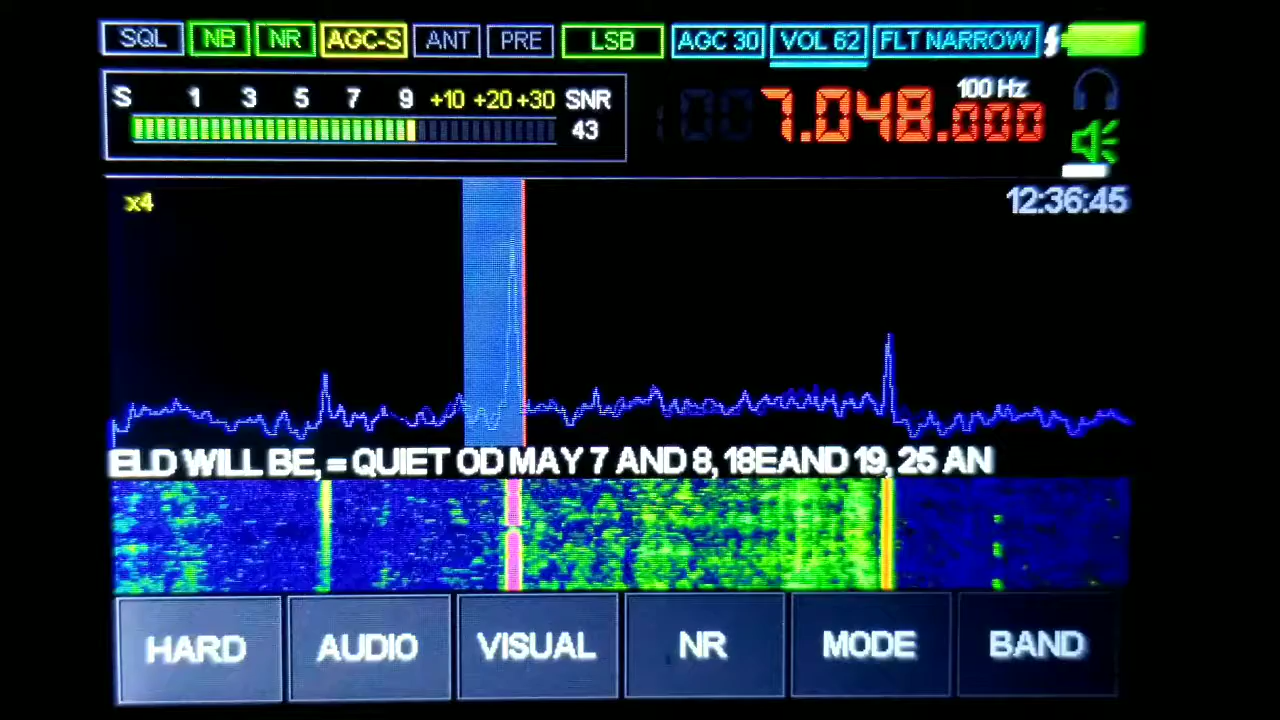 SQL NB NR AGC-S ANT PRE LSB AGC 30 VOL 62 FLT NARROW
S 1 3 5 7 9 +10 +20 +30 SNR
43
100 Hz
7.048.000
x4
12:36:45
ELD WILL BE, = QUIET OD MAY 7 AND 8, 18EAND 19, 25 AN
HARD AUDIO VISUAL NR MODE BAND